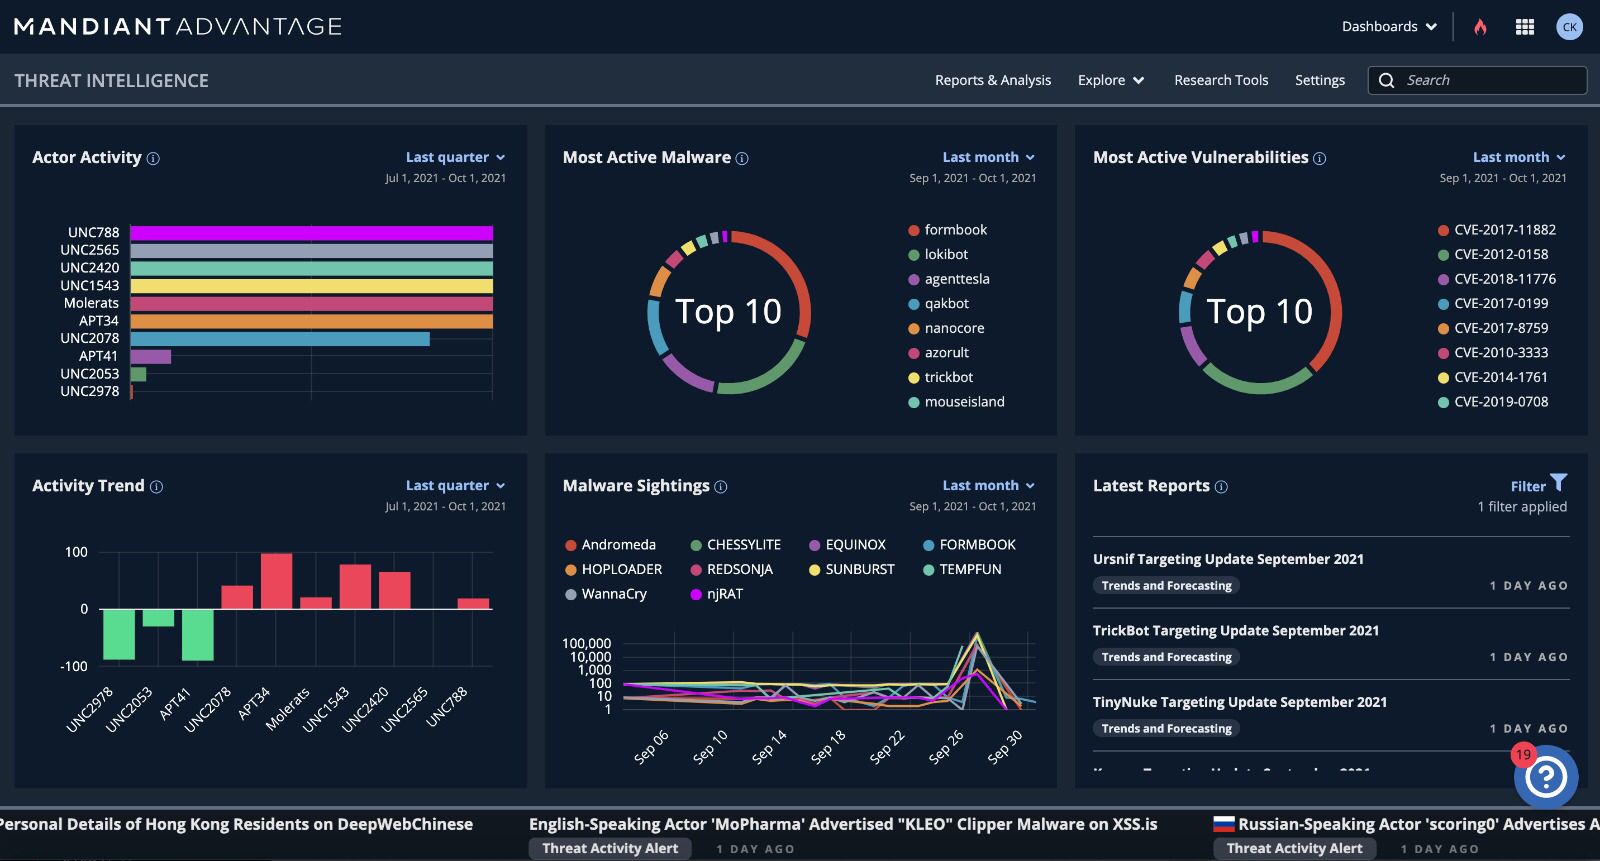 MANDIANT ADVANTAGE
Dashboards
CK
THREAT INTELLIGENCE
Reports & Analysis
Explore
Research Tools
Settings
Search
Actor Activity
Last quarter
Jul 1, 2021 - Oct 1, 2021
UNC788
UNC2565
UNC2420
UNC1543
Molerats
APT34
UNC2078
APT41
UNC2053
UNC2978
Most Active Malware
Last month
Sep 1, 2021 - Oct 1, 2021
Top 10
formbook
lokibot
agenttesla
qakbot
nanocore
azorult
trickbot
mouseisland
Most Active Vulnerabilities
Last month
Sep 1, 2021 - Oct 1, 2021
Top 10
CVE-2017-11882
CVE-2012-0158
CVE-2018-11776
CVE-2017-0199
CVE-2017-8759
CVE-2010-3333
CVE-2014-1761
CVE-2019-0708
Activity Trend
Last quarter
Jul 1, 2021 - Oct 1, 2021
100
0
-100
UNC2978
UNC2053
APT41
UNC2078
APT34
Molerats
UNC1543
UNC2420
UNC2565
UNC788
Malware Sightings
Last month
Sep 1, 2021 - Oct 1, 2021
Andromeda
CHESSYLITE
EQUINOX
FORMBOOK
HOPLOADER
REDSONJA
SUNBURST
TEMPFUN
WannaCry
njRAT
100,000
10,000
1,000
100
10
1
Sep 06
Sep 10
Sep 14
Sep 18
Sep 22
Sep 26
Sep 30
Latest Reports
Filter
1 filter applied
Ursnif Targeting Update September 2021
Trends and Forecasting
1 DAY AGO
TrickBot Targeting Update September 2021
Trends and Forecasting
1 DAY AGO
TinyNuke Targeting Update September 2021
Trends and Forecasting
1 DAY AGO
19
?
Personal Details of Hong Kong Residents on DeepWebChinese
English-Speaking Actor 'MoPharma' Advertised "KLEO" Clipper Malware on XSS.is
Threat Activity Alert
1 DAY AGO
Russian-Speaking Actor 'scoring0' Advertises A
Threat Activity Alert
1 DAY AGO